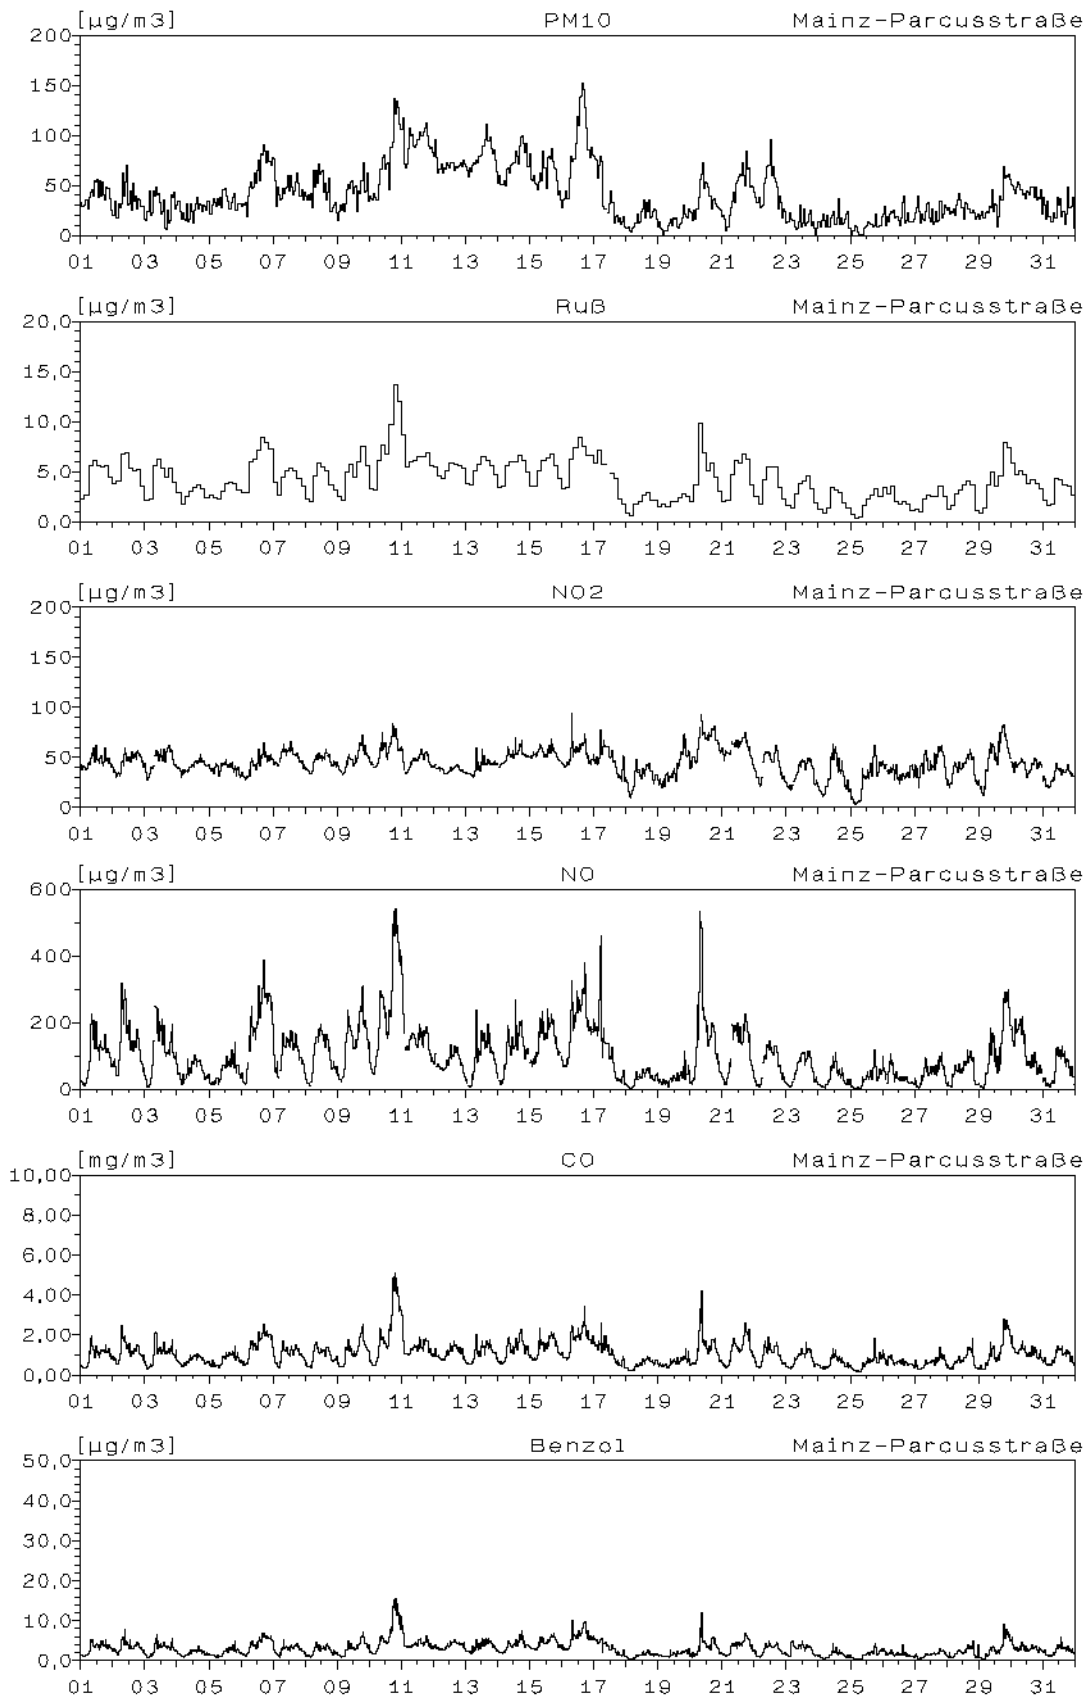 [µg/m3] PM10 Mainz-Parcusstraße
200
150
100
50
0
01 03 05 07 09 11 13 15 17 19 21 23 25 27 29 31
[µg/m3] Ruß Mainz-Parcusstraße
20,0
15,0
10,0
5,0
0,0
01 03 05 07 09 11 13 15 17 19 21 23 25 27 29 31
[µg/m3] NO2 Mainz-Parcusstraße
200
150
100
50
0
01 03 05 07 09 11 13 15 17 19 21 23 25 27 29 31
[µg/m3] NO Mainz-Parcusstraße
600
400
200
0
01 03 05 07 09 11 13 15 17 19 21 23 25 27 29 31
[mg/m3] CO Mainz-Parcusstraße
10,00
8,00
6,00
4,00
2,00
0,00
01 03 05 07 09 11 13 15 17 19 21 23 25 27 29 31
[µg/m3] Benzol Mainz-Parcusstraße
50,0
40,0
30,0
20,0
10,0
0,0
01 03 05 07 09 11 13 15 17 19 21 23 25 27 29 31